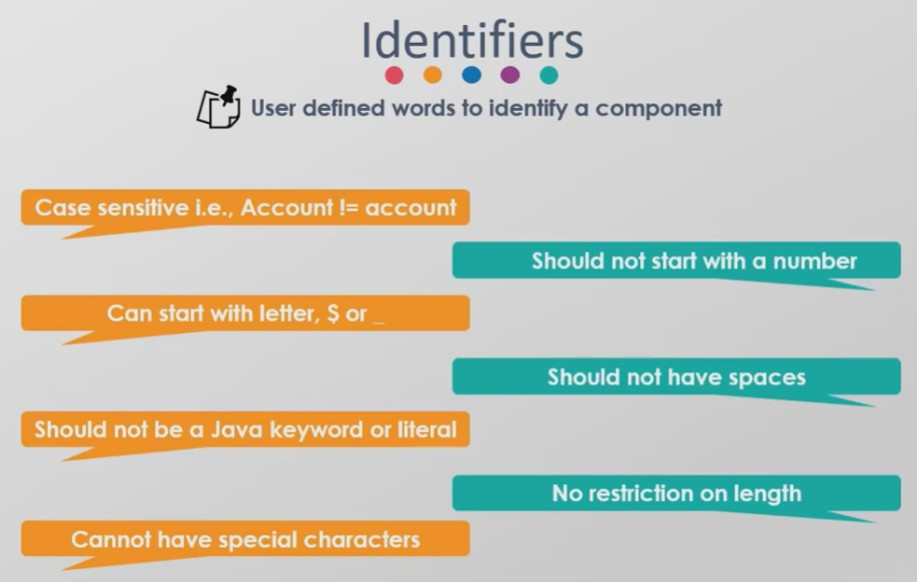 Identifiers
User defined words to identify a component
Case sensitive i.e., Account != account
Should not start with a number
Can start with letter, $ or _
Should not have spaces
Should not be a Java keyword or literal
No restriction on length
Cannot have special characters